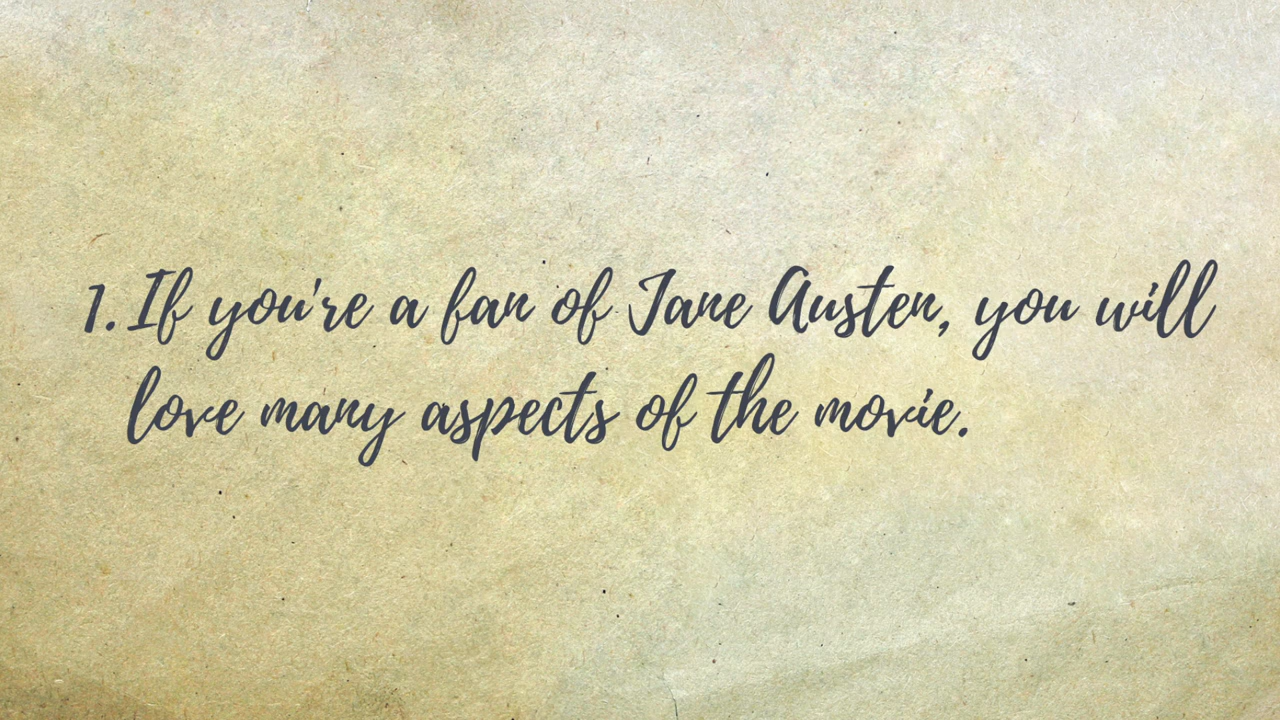 1. If you're a fan of Jane Austen, you will
love many aspects of the movie.